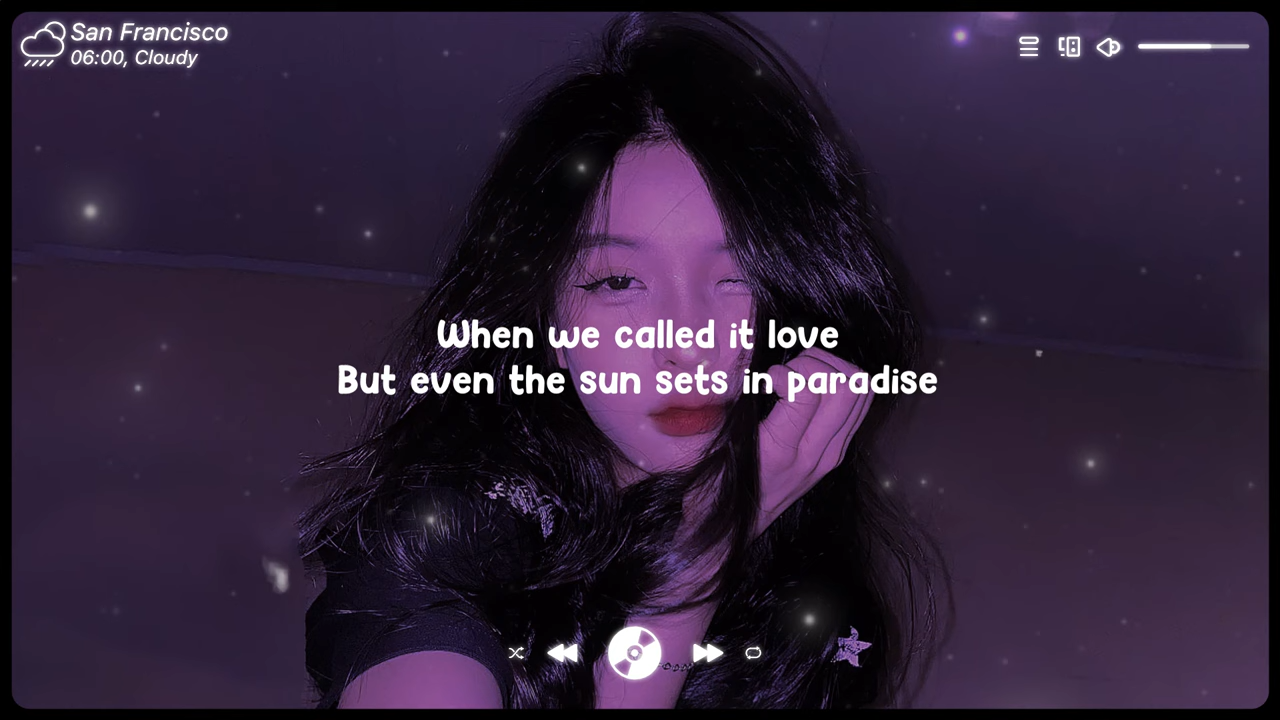 San Francisco
06:00, Cloudy
When we called it love
But even the sun sets in paradise